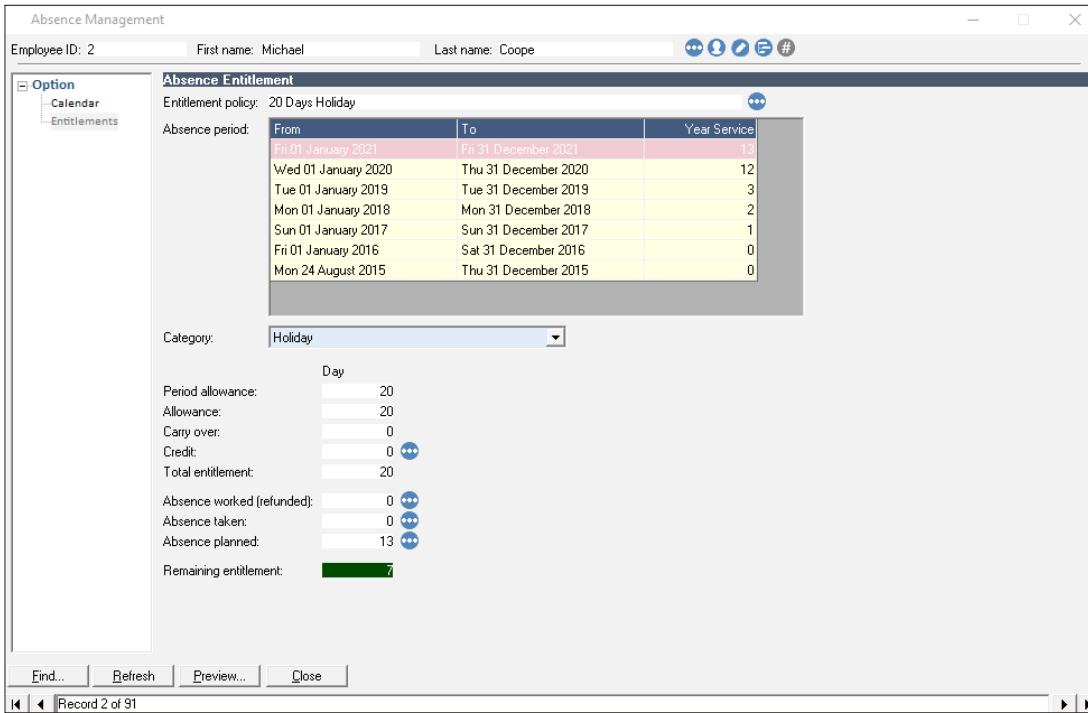 Absence Management
Employee ID: 2 First name: Michael Last name: Coope
Option
Calendar
Entitlements
Absence Entitlement
Entitlement policy: 20 Days Holiday
Absence period: From To Year Service
Fri 01 January 2021 Fri 31 December 2021 13
Wed 01 January 2020 Thu 31 December 2020 12
Tue 01 January 2019 Tue 31 December 2019 3
Mon 01 January 2018 Mon 31 December 2018 2
Sun 01 January 2017 Sun 31 December 2017 1
Fri 01 January 2016 Sat 31 December 2016 0
Mon 24 August 2015 Thu 31 December 2015 0
Category: Holiday
Day
Period allowance: 20
Allowance: 20
Carry over: 0
Credit: 0
Total entitlement: 20
Absence worked (refunded): 0
Absence taken: 0
Absence planned: 13
Remaining entitlement: 7
Find... Refresh Preview... Close
Record 2 of 91